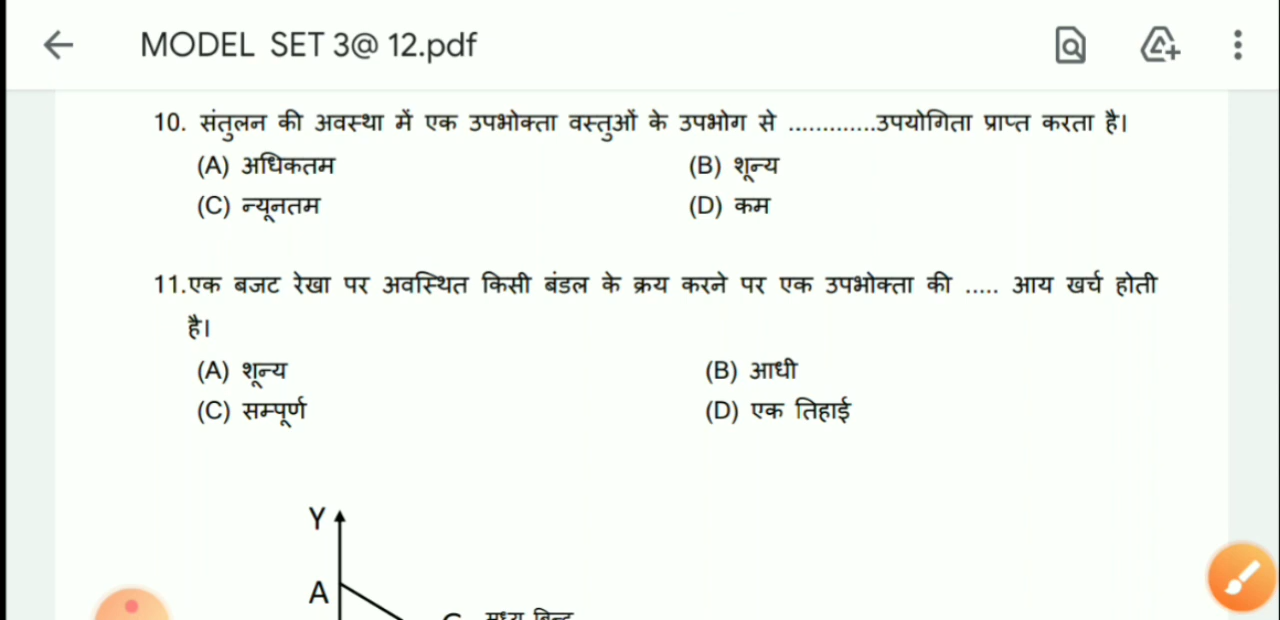 MODEL SET 3@ 12.pdf
10. संतुलन की अवस्था में एक उपभोक्ता वस्तुओं के उपभोग से .............उपयोगिता प्राप्त करता है।
(A) अधिकतम (B) शून्य
(C) न्यूनतम (D) कम
11.एक बजट रेखा पर अवस्थित किसी बंडल के क्रय करने पर एक उपभोक्ता की ..... आय खर्च होती
है।
(A) शून्य (B) आधी
(C) सम्पूर्ण (D) एक तिहाई
Y
A